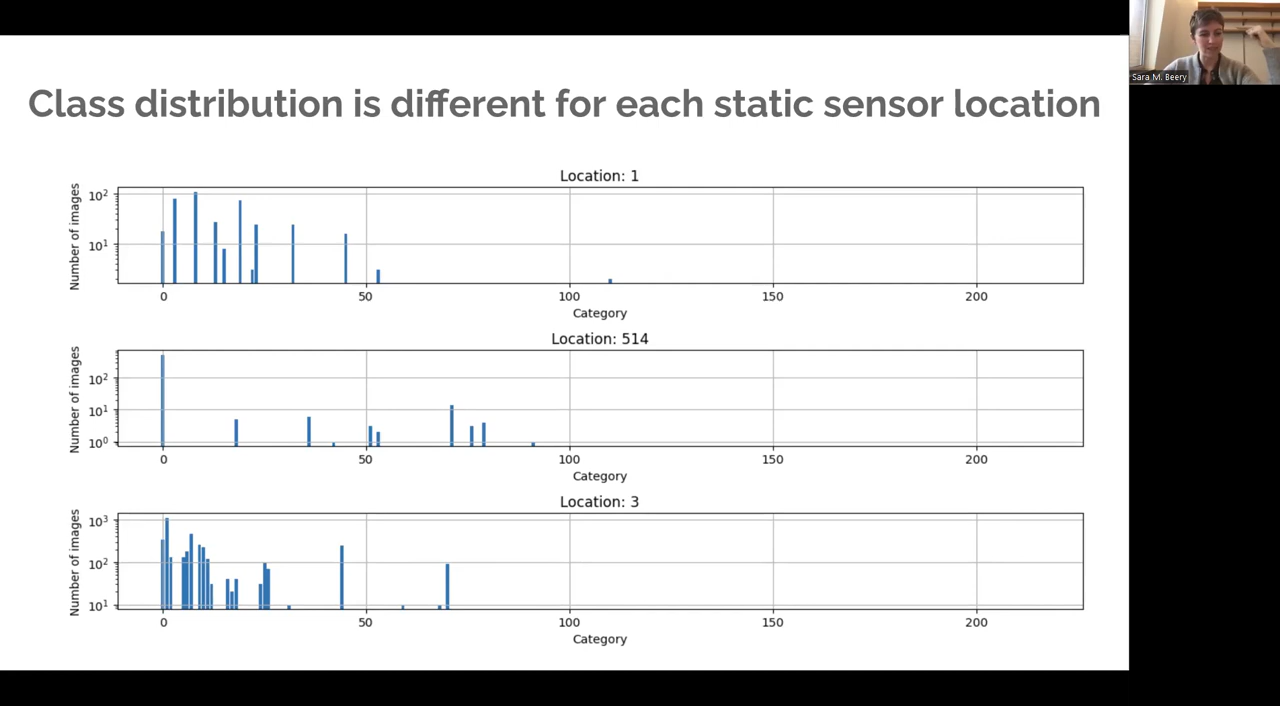 Sara M. Beery
Class distribution is different for each static sensor location
Location: 1
Number of images
10²
10¹
0 50 100 150 200
Category
Location: 514
Number of images
10²
10¹
10⁰
0 50 100 150 200
Category
Location: 3
Number of images
10³
10²
10¹
0 50 100 150 200
Category